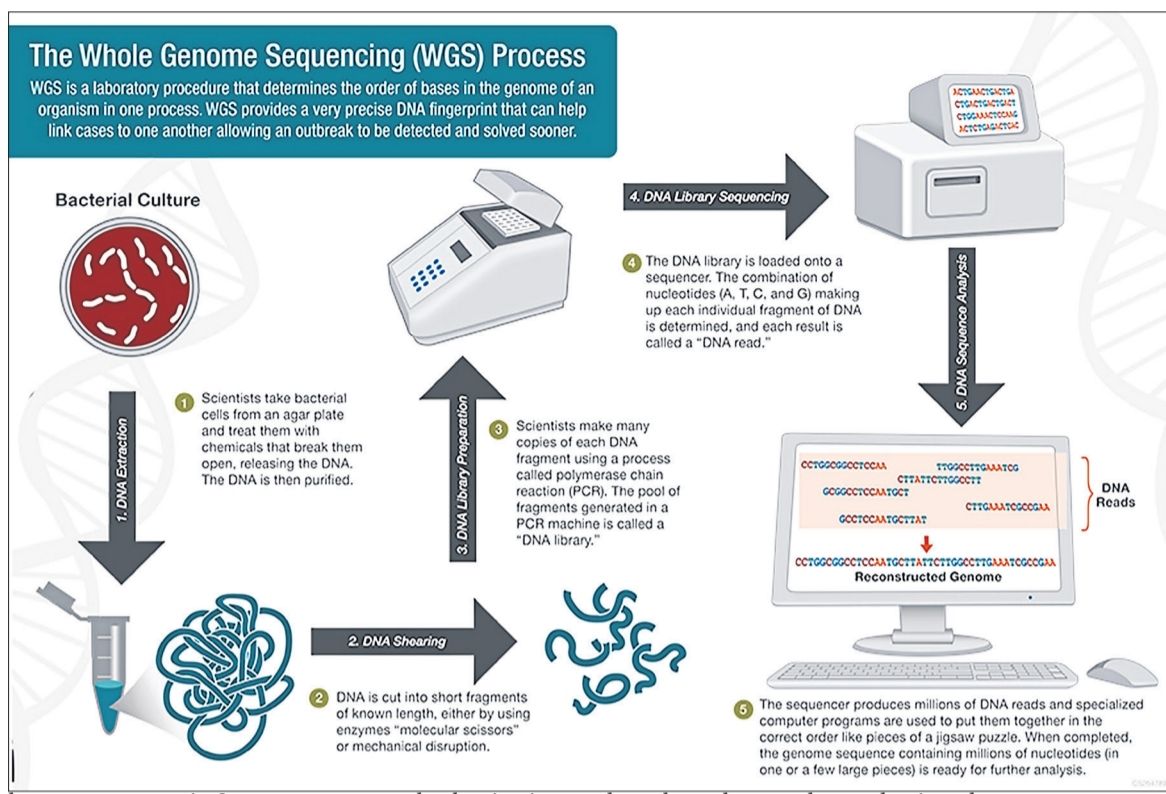 The Whole Genome Sequencing (WGS) Process
WGS is a laboratory procedure that determines the order of bases in the genome of an
organism in one process. WGS provides a very precise DNA fingerprint that can help
link cases to one another allowing an outbreak to be detected and solved sooner.
Bacterial Culture
1. DNA Extraction
1
Scientists take bacterial
cells from an agar plate
and treat them with
chemicals that break them
open, releasing the DNA.
The DNA is then purified.
2. DNA Shearing
2
DNA is cut into short fragments
of known length, either by using
enzymes “molecular scissors”
or mechanical disruption.
3. DNA Library Preparation
3
Scientists make many
copies of each DNA
fragment using a process
called polymerase chain
reaction (PCR). The pool of
fragments generated in a
PCR machine is called a
“DNA library.”
4. DNA Library Sequencing
4
The DNA library is loaded onto a
sequencer. The combination of
nucleotides (A, T, C, and G) making
up each individual fragment of DNA
is determined, and each result is
called a “DNA read.”
ACTGAACTGACTGA
CTGACTGACTGACT
CTGGAAACTCCAAG
ACTCTGAGACTGAC
5. DNA Sequence Analysis
CCTGGCGGCCTCCAA TTGGCCTTGAAATCG
CTTATTCTTGGCCTT
GCGGCCTCCAATGCT
CTTGAAATCGCCGAA
GCCTCCAATGCTTAT
DNA
Reads
CCTGGCGGCCTCCAATGCTTATTCTTGGCCTTGAAATCGCCGAA
Reconstructed Genome
5
The sequencer produces millions of DNA reads and specialized
computer programs are used to put them together in the
correct order like pieces of a jigsaw puzzle. When completed,
the genome sequence containing millions of nucleotides (in
one or a few large pieces) is ready for further analysis.